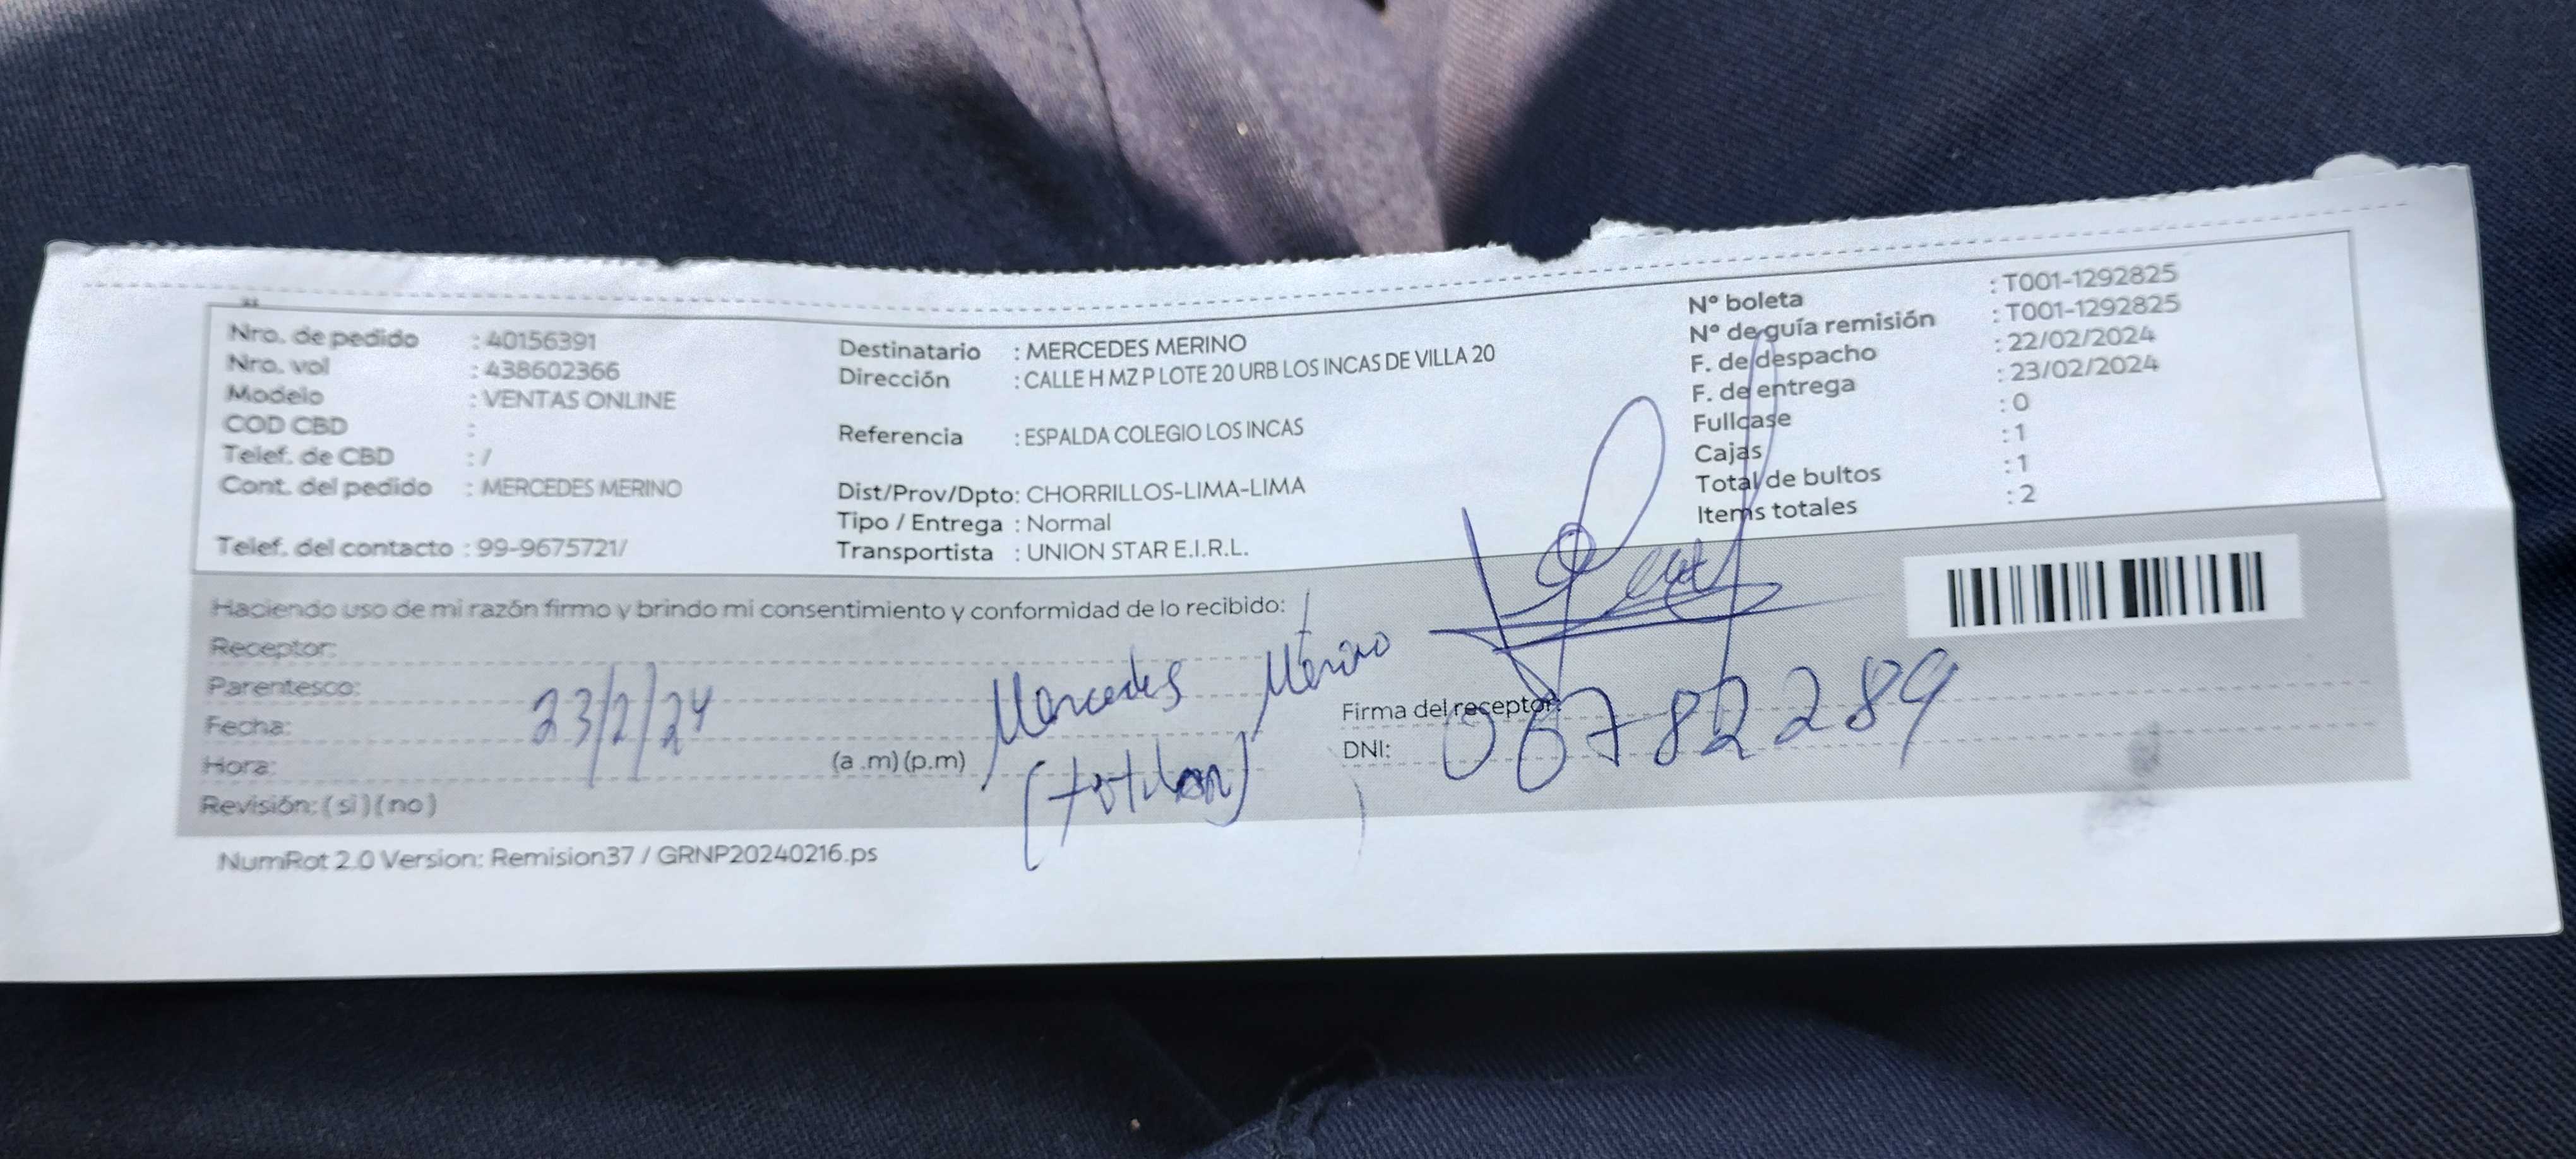 Nro. de pedido : 40156391
Nro. vol : 438602366
Modelo : VENTAS ONLINE
COD CBD :
Telef. de CBD : /
Cont. del pedido : MERCEDES MERINO
Telef. del contacto : 99-9675721/
Destinatario : MERCEDES MERINO
Dirección : CALLE H MZ P LOTE 20 URB LOS INCAS DE VILLA 20
Referencia : ESPALDA COLEGIO LOS INCAS
Dist/Prov/Dpto: CHORRILLOS-LIMA-LIMA
Tipo / Entrega : Normal
Transportista : UNION STAR E.I.R.L.
Nº boleta : T001-1292825
Nº de guía remisión : T001-1292825
F. de despacho : 22/02/2024
F. de entrega : 23/02/2024
Fullcase : 0
Cajas : 1
Total de bultos : 1
Items totales : 2
Haciendo uso de mi razón firmo y brindo mi consentimiento y conformidad de lo recibido:
Receptor:
Parentesco:
Fecha: 23/2/24
Hora: (a .m) (p.m)
Revisión: ( si ) ( no )
Mercedes Merino
Firma del receptor:
DNI: 06782289
NumRot 2.0 Version: Remision37 / GRNP20240216.ps